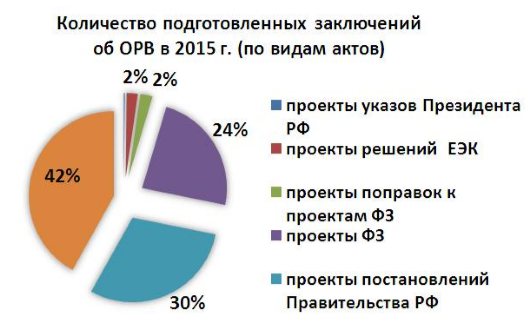 Количество подготовленных заключений
об ОРВ в 2015 г. (по видам актов)
2% 2%
24%
42%
30%
проекты указов Президента
РФ
проекты решений ЕЭК
проекты поправок к
проектам ФЗ
проекты ФЗ
проекты постановлений
Правительства РФ